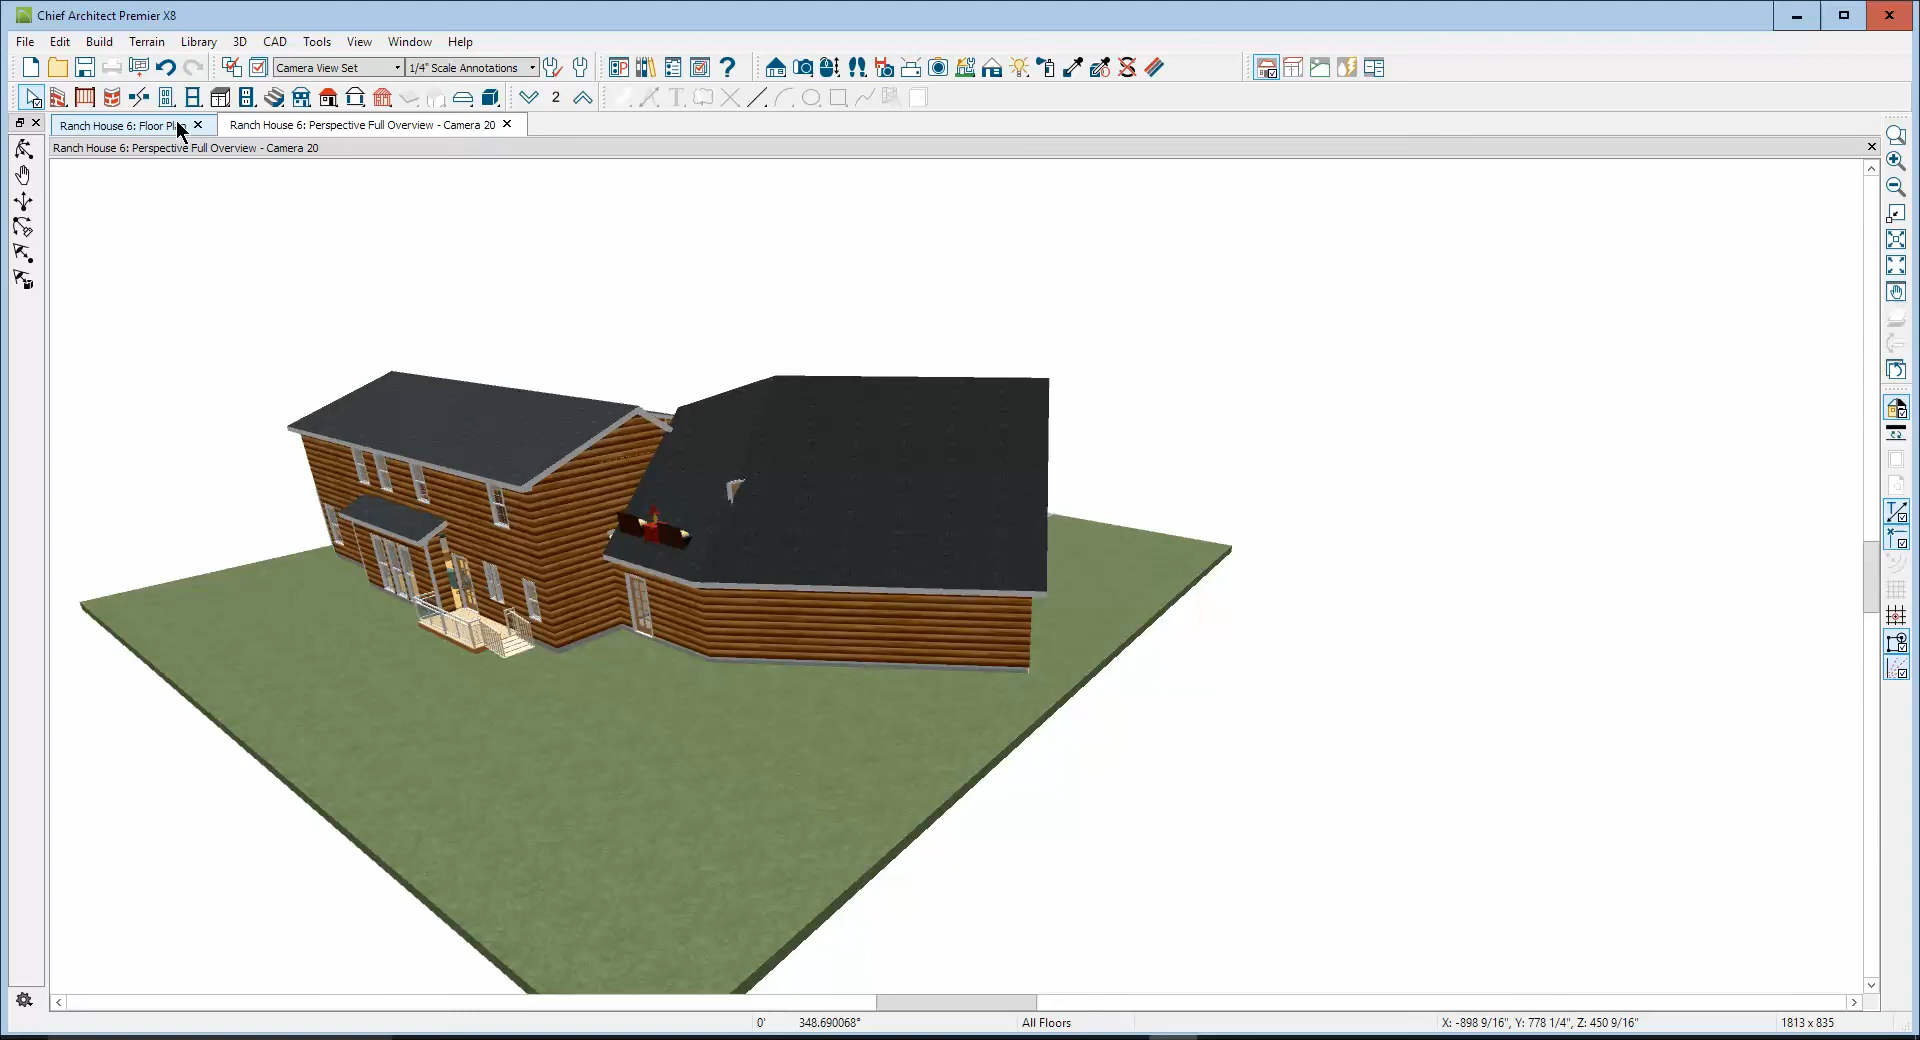 Chief Architect Premier X8
File Edit Build Terrain Library 3D CAD Tools View Window Help
Camera View Set 1/4" Scale Annotations
2
Ranch House 6: Floor Ranch House 6: Perspective Full Overview - Camera 20
Ranch House 6: Perspective Full Overview - Camera 20
0' 348.690068° All Floors X: -898 9/16", Y: 778 1/4", Z: 450 9/16" 1813 x 835